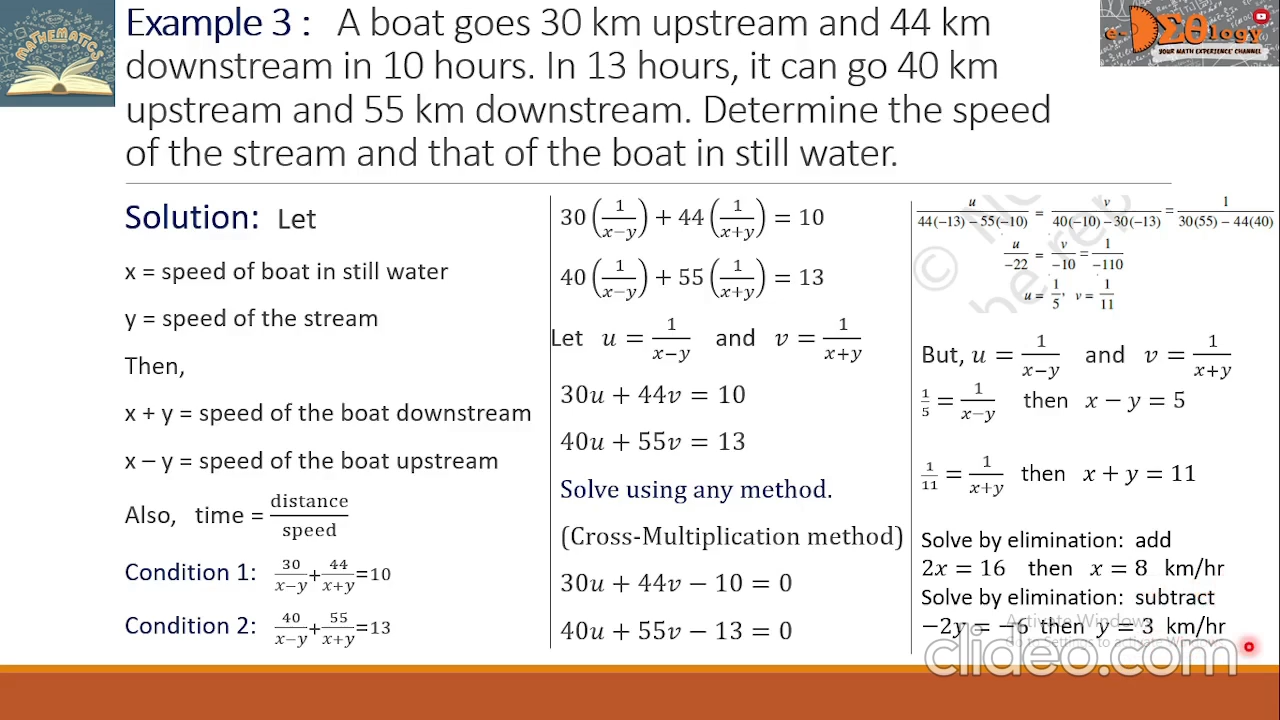 MATHEMATICS
Example 3 : A boat goes 30 km upstream and 44 km
downstream in 10 hours. In 13 hours, it can go 40 km
upstream and 55 km downstream. Determine the speed
of the stream and that of the boat in still water.
e-DΣθlogy
YOUR MATH EXPERIENCE CHANNEL
Solution: Let
x = speed of boat in still water
y = speed of the stream
Then,
x + y = speed of the boat downstream
x – y = speed of the boat upstream
Also, time = distance/speed
Condition 1: 30/(x−y) + 44/(x+y) =10
Condition 2: 40/(x−y) + 55/(x+y) =13
30 (1/(x−y)) + 44 (1/(x+y)) = 10
40 (1/(x−y)) + 55 (1/(x+y)) = 13
Let u = 1/(x−y) and v = 1/(x+y)
30u + 44v = 10
40u + 55v = 13
Solve using any method.
(Cross-Multiplication method)
30u + 44v − 10 = 0
40u + 55v − 13 = 0
u/(44(−13) − 55(−10)) = v/(40(−10) − 30(−13)) = 1/(30(55) − 44(40))
u/−22 = v/−10 = 1/−110
u = 1/5, v = 1/11
But, u = 1/(x−y) and v = 1/(x+y)
1/5 = 1/(x−y) then x − y = 5
1/11 = 1/(x+y) then x + y = 11
Solve by elimination: add
2x = 16 then x = 8 km/hr
Solve by elimination: subtract
−2y = −6 then y = 3 km/hr
Activate Windows
clideo.com